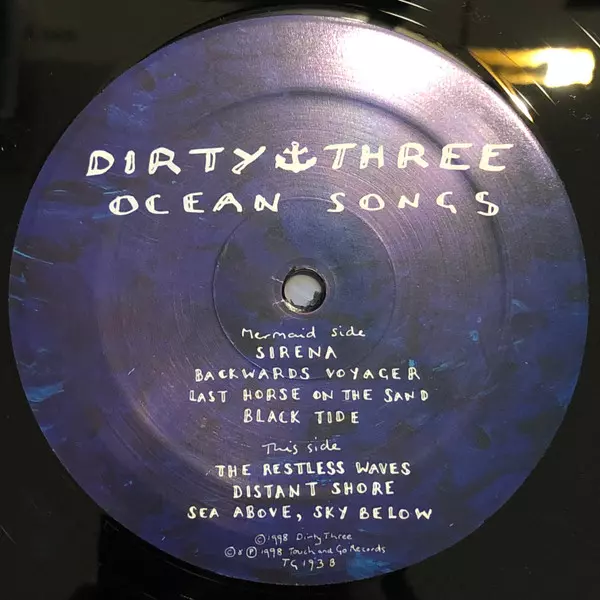 DIRTY THREE
OCEAN SONGS
Mermaid side
SIRENA
BACKWARDS VOYAGER
LAST HORSE ON THE SAND
BLACK TIDE
This side
THE RESTLESS WAVES
DISTANT SHORE
SEA ABOVE, SKY BELOW
© 1998 Dirty Three
© & ℗ 1998 Touch and Go Records
TG193B